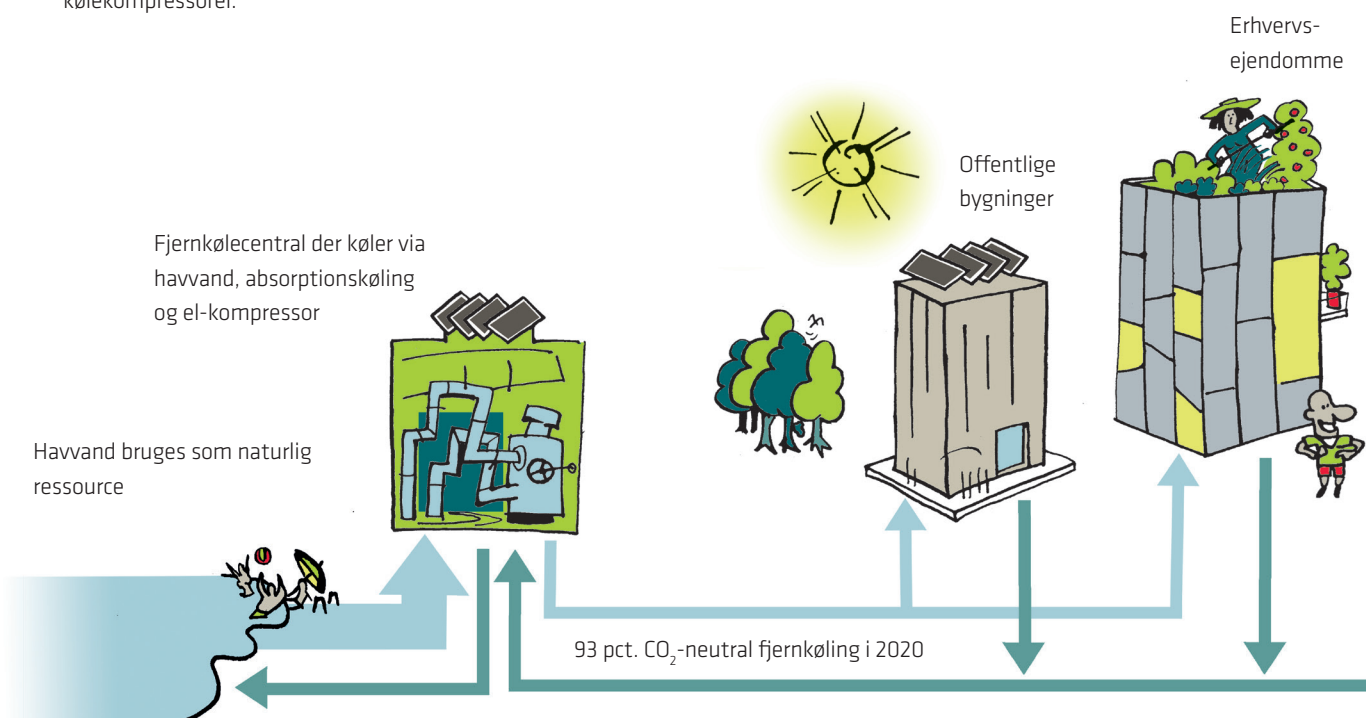 kølekompressorer.
Erhvervs-
ejendomme
Offentlige
bygninger
Fjernkølecentral der køler via
havvand, absorptionskøling
og el-kompressor
Havvand bruges som naturlig
ressource
93 pct. CO₂-neutral fjernkøling i 2020